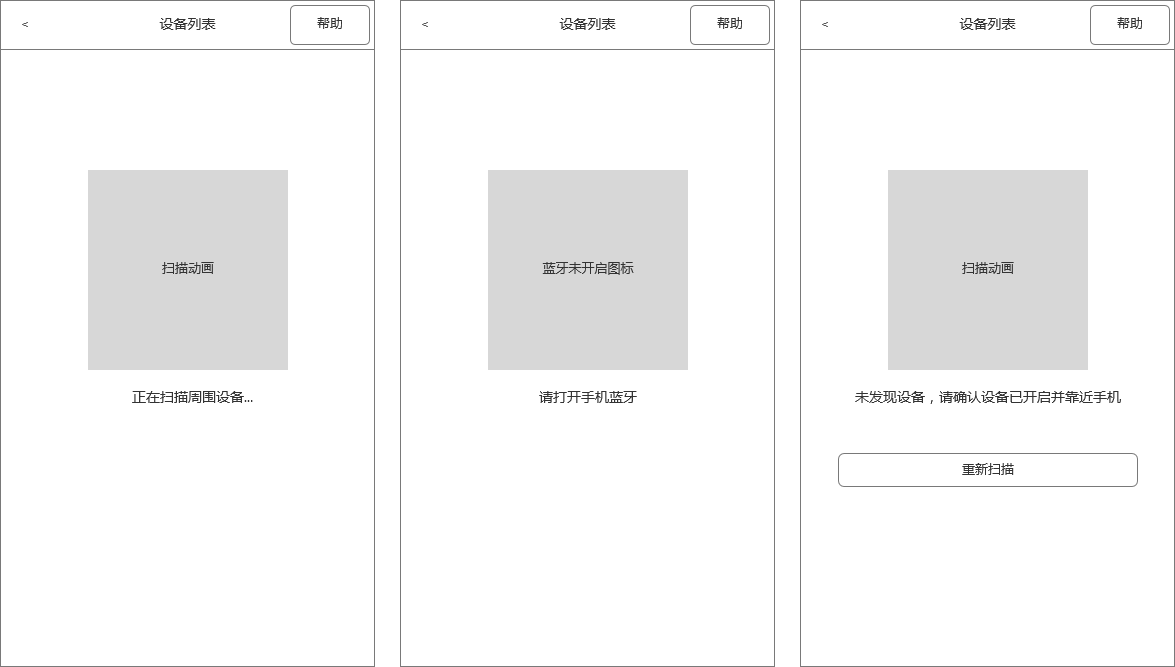 <
设备列表
帮助
扫描动画
正在扫描周围设备...
<
设备列表
帮助
蓝牙未开启图标
请打开手机蓝牙
<
设备列表
帮助
扫描动画
未发现设备，请确认设备已开启并靠近手机
重新扫描